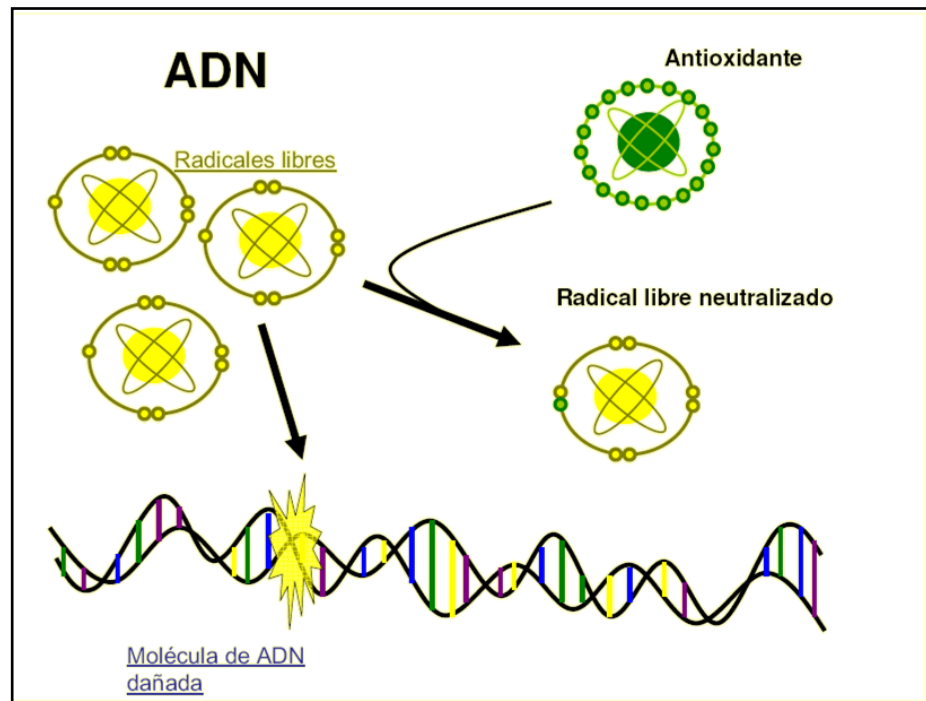 ADN
Antioxidante
Radicales libres
Radical libre neutralizado
Molécula de ADN
dañada